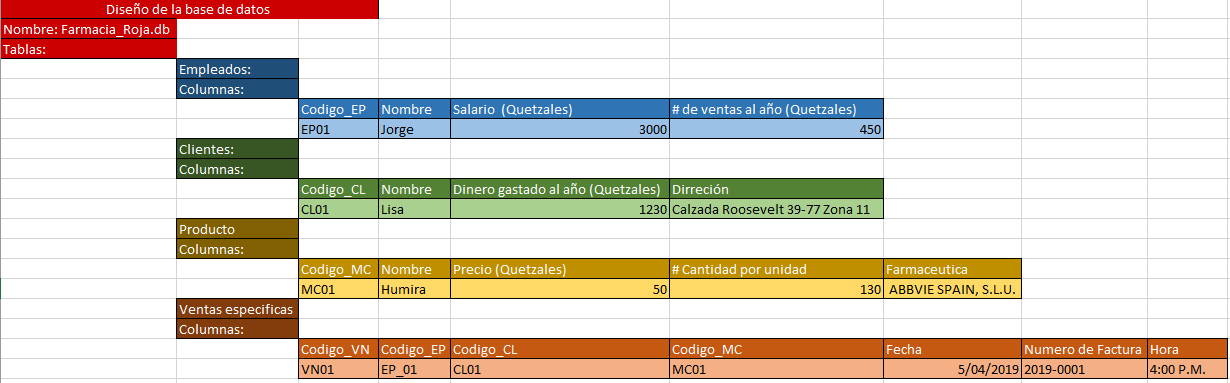 Diseño de la base de datos
Nombre: Farmacia_Roja.db
Tablas:
Empleados:
Columnas:
Codigo_EP Nombre Salario (Quetzales) # de ventas al año (Quetzales)
EP01 Jorge 3000 450
Clientes:
Columnas:
Codigo_CL Nombre Dinero gastado al año (Quetzales) Dirreción
CL01 Lisa 1230 Calzada Roosevelt 39-77 Zona 11
Producto
Columnas:
Codigo_MC Nombre Precio (Quetzales) # Cantidad por unidad Farmaceutica
MC01 Humira 50 130 ABBVIE SPAIN, S.L.U.
Ventas especificas
Columnas:
Codigo_VN Codigo_EP Codigo_CL Codigo_MC Fecha Numero de Factura Hora
VN01 EP_01 CL01 MC01 5/04/2019 2019-0001 4:00 P.M.